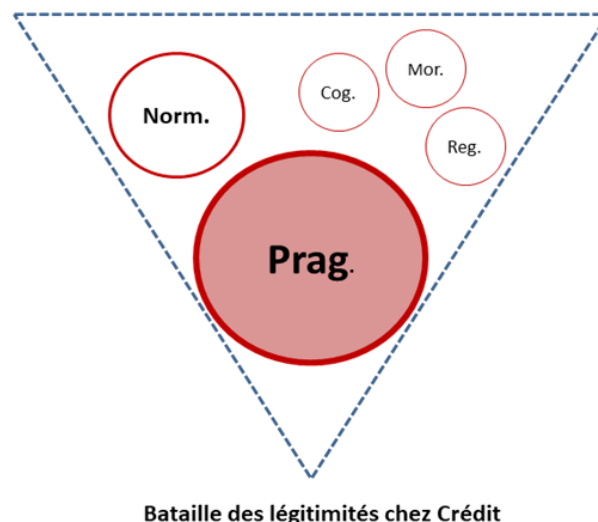 Mor.
Cog.
Norm.
Reg.
Prag.
Bataille des légitimités chez Crédit